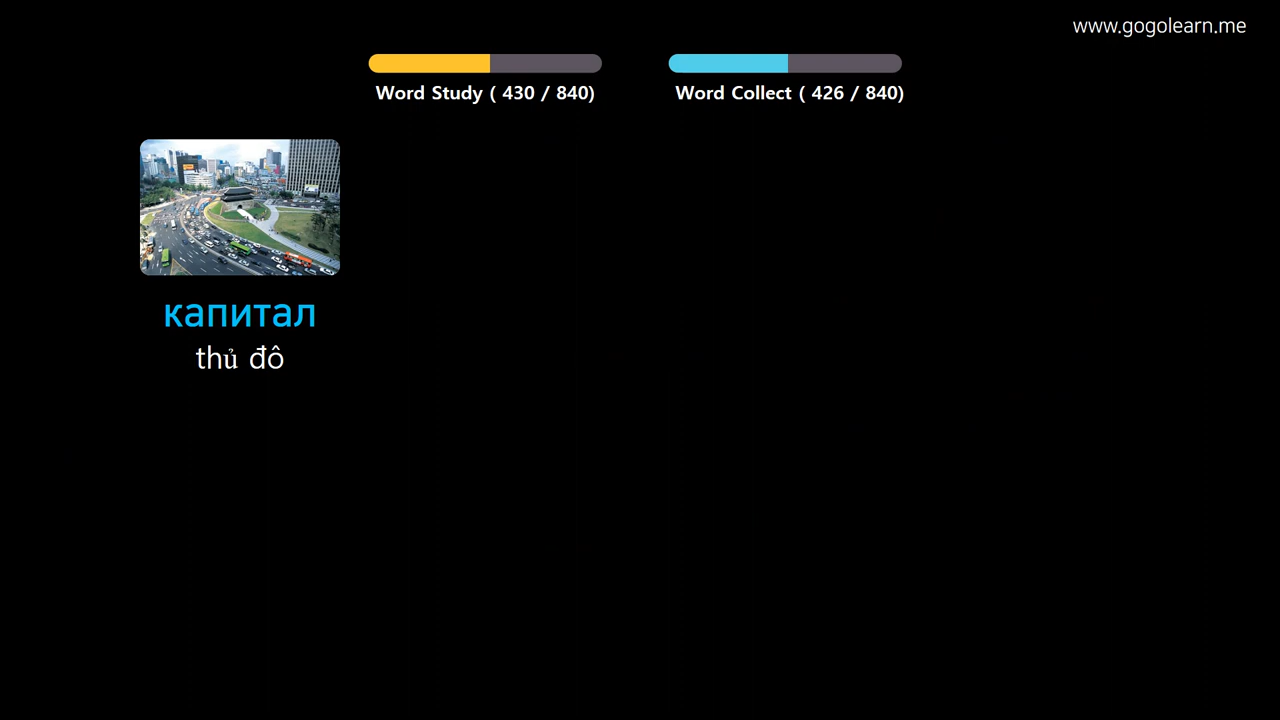 www.gogolearn.me
Word Study ( 430 / 840)
Word Collect ( 426 / 840)
капитал
thủ đô